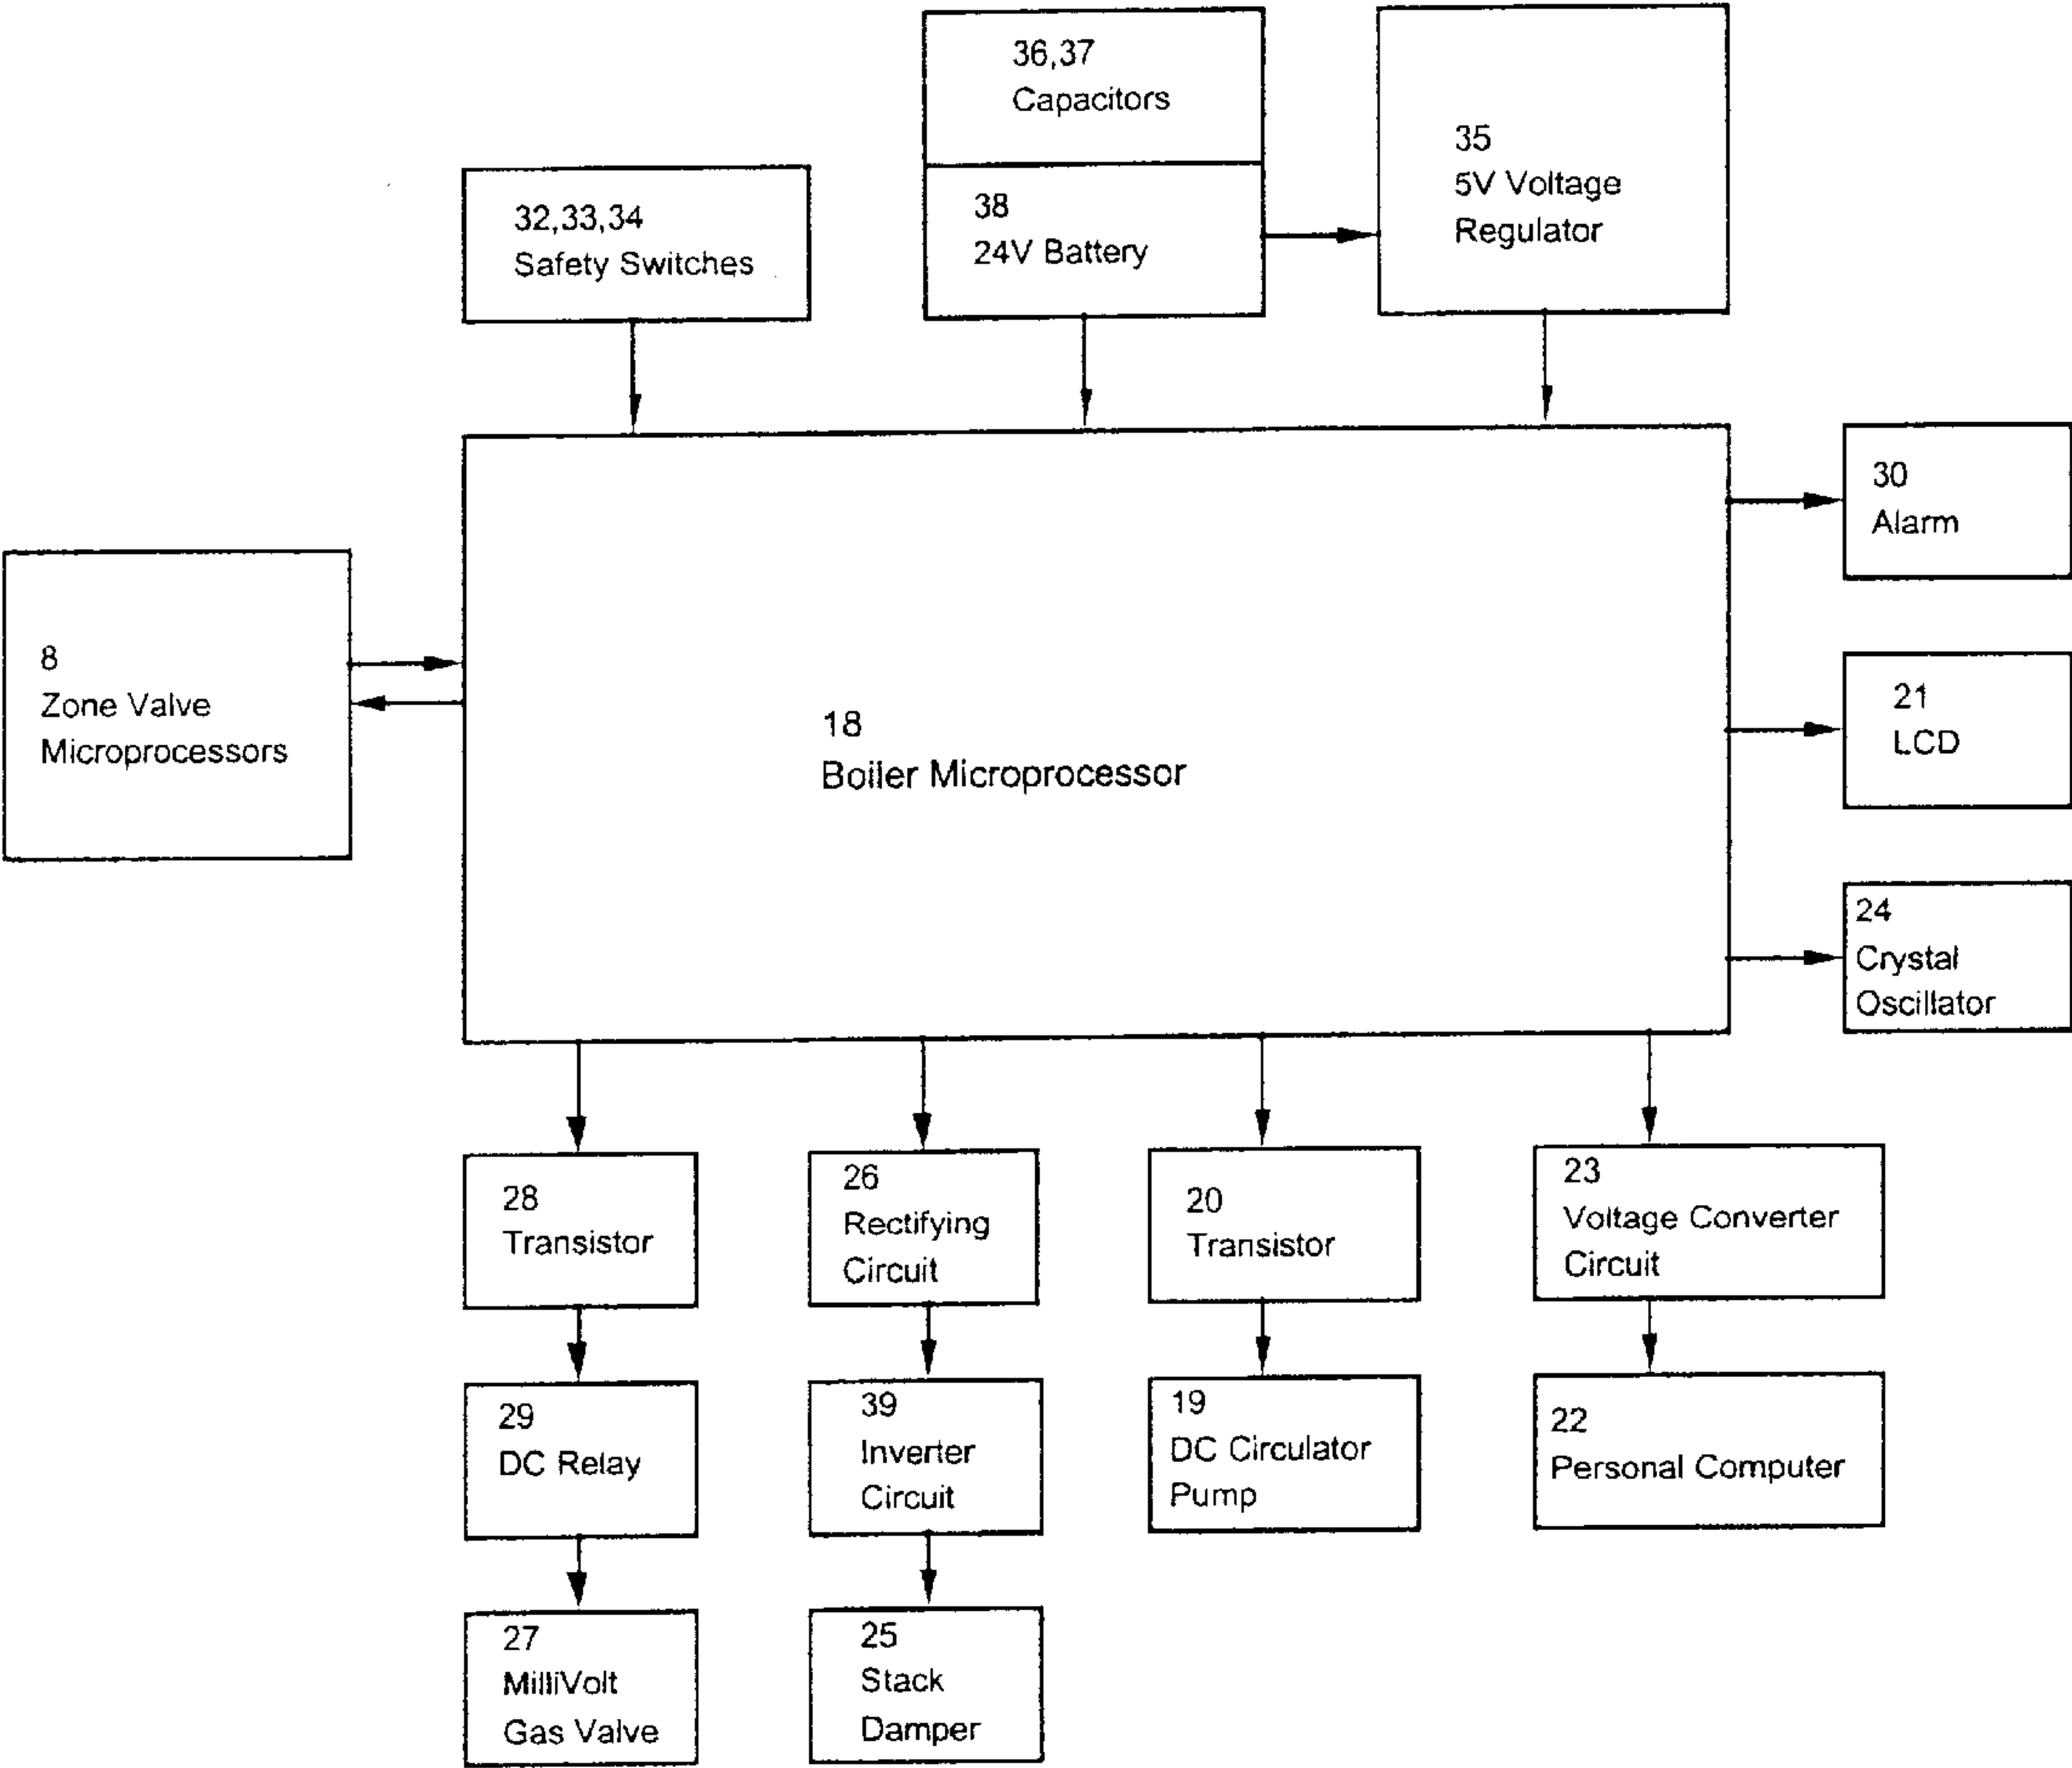 36,37
Capacitors
35
5V Voltage
Regulator
32,33,34
Safety Switches
38
24V Battery
30
Alarm
8
Zone Valve
Microprocessors
18
Boiler Microprocessor
21
LCD
24
Crystal
Oscillator
28
Transistor
26
Rectifying
Circuit
20
Transistor
23
Voltage Converter
Circuit
29
DC Relay
39
Inverter
Circuit
19
DC Circulator
Pump
22
Personal Computer
27
MilliVolt
Gas Valve
25
Stack
Damper